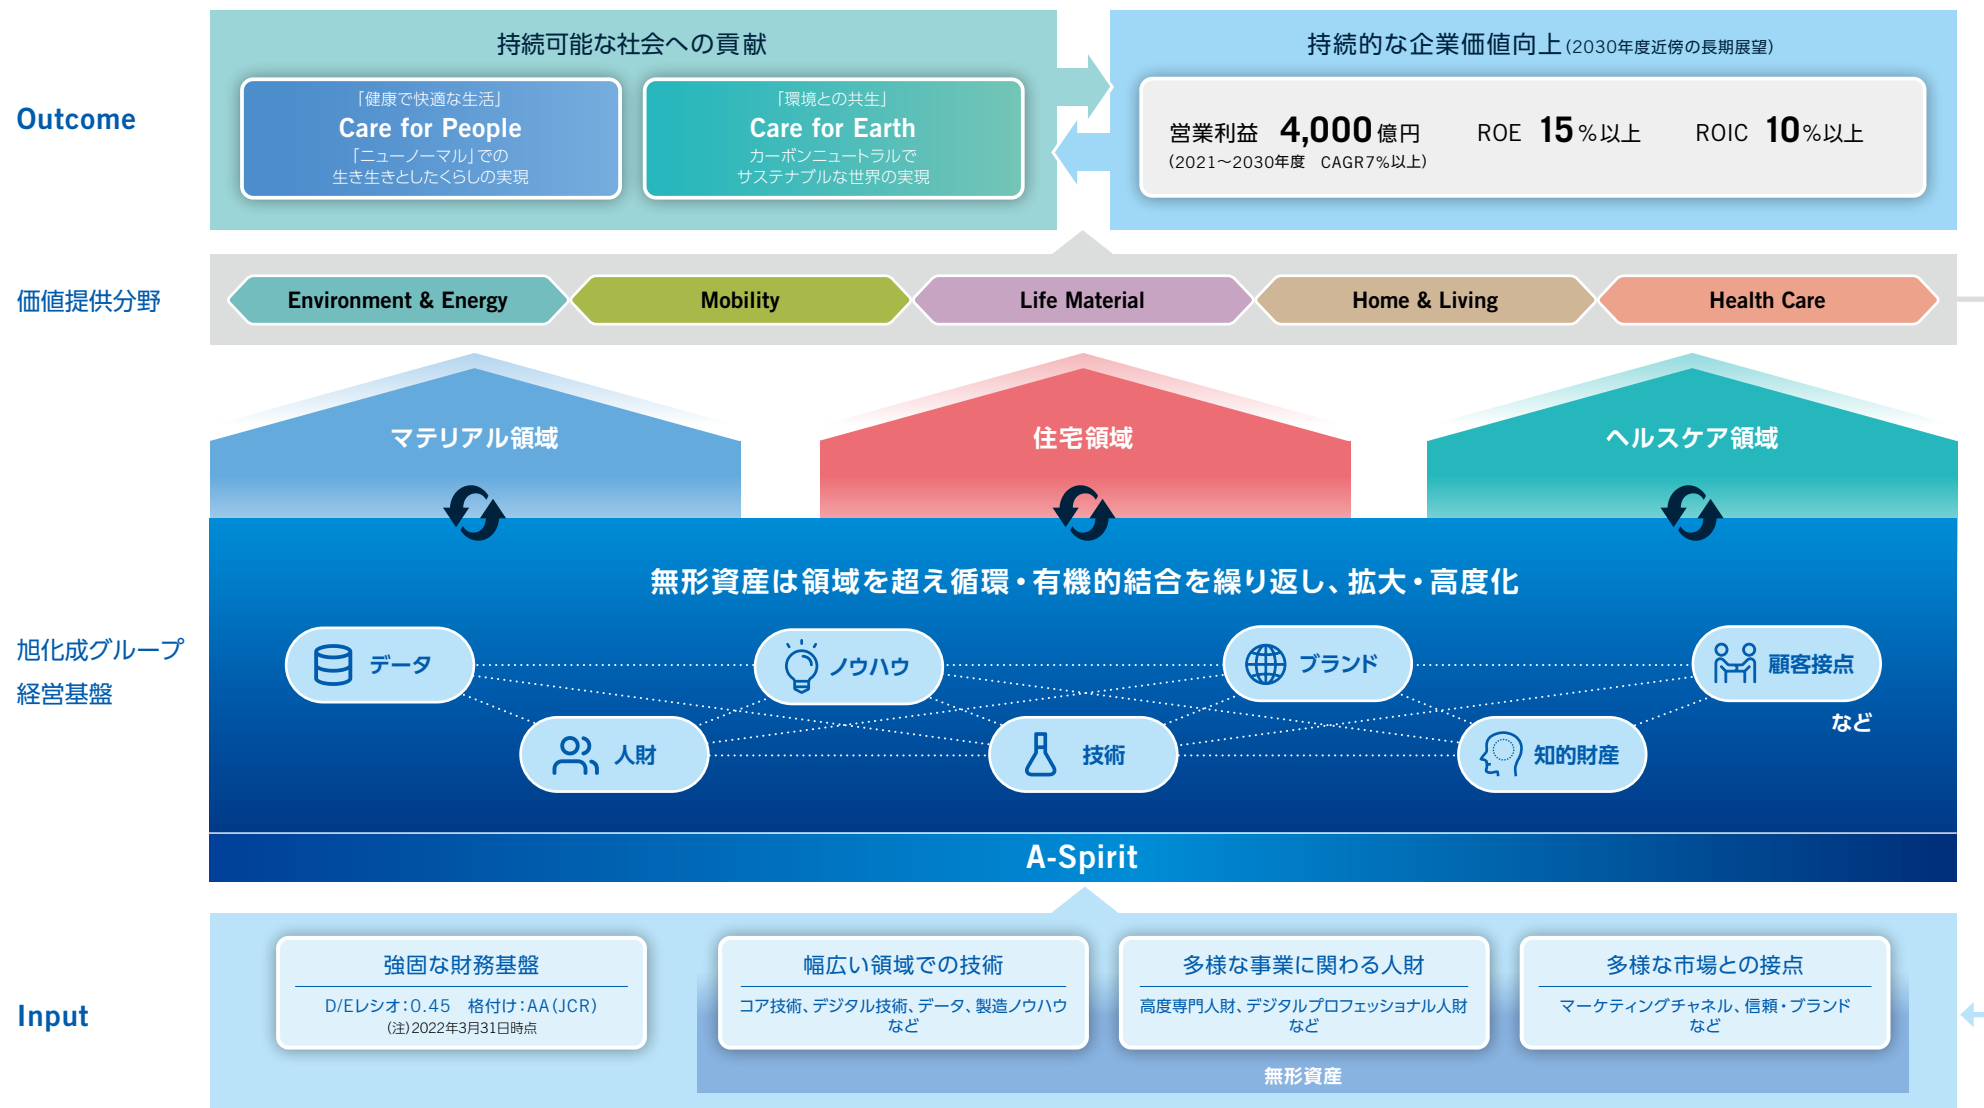 Outcome
持続可能な社会への貢献
「健康で快適な生活」
Care for People
「ニューノーマル」での
生き生きとしたくらしの実現
「環境との共生」
Care for Earth
カーボンニュートラルで
サステナブルな世界の実現
持続的な企業価値向上(2030年度近傍の長期展望)
営業利益 4,000億円 ROE 15%以上 ROIC 10%以上
(2021~2030年度 CAGR7%以上)
価値提供分野
Environment & Energy
Mobility
Life Material
Home & Living
Health Care
マテリアル領域
住宅領域
ヘルスケア領域
旭化成グループ
経営基盤
無形資産は領域を超え循環・有機的結合を繰り返し、拡大・高度化
データ
ノウハウ
ブランド
顧客接点
など
人財
技術
知的財産
A-Spirit
Input
強固な財務基盤
D/Eレシオ:0.45 格付け:AA(JCR)
(注)2022年3月31日時点
幅広い領域での技術
コア技術、デジタル技術、データ、製造ノウハウ
など
多様な事業に関わる人財
高度専門人財、デジタルプロフェッショナル人財
など
多様な市場との接点
マーケティングチャネル、信頼・ブランド
など
無形資産